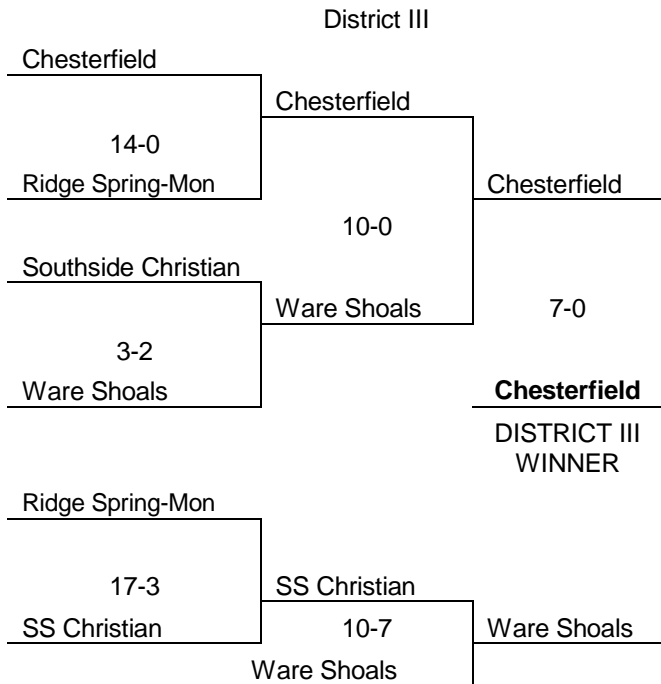 District III
Chesterfield
Chesterfield
14-0
Ridge Spring-Mon
Chesterfield
10-0
Southside Christian
Ware Shoals
7-0
3-2
Ware Shoals
Chesterfield
DISTRICT III
WINNER
Ridge Spring-Mon
17-3
SS Christian
SS Christian
10-7
Ware Shoals
Ware Shoals